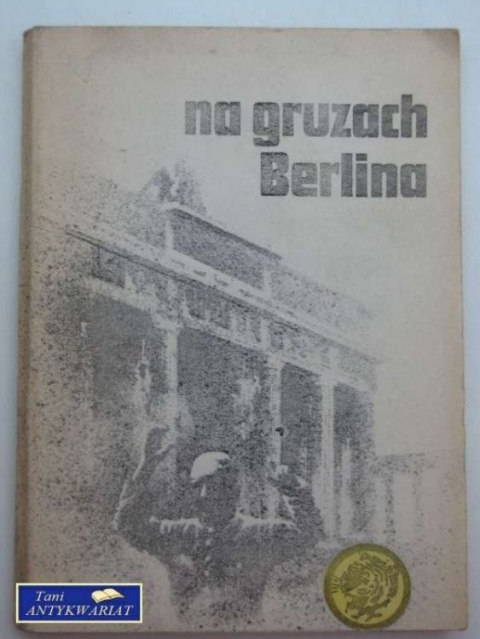 na gruzach
Berlina
Tani
ANTYKWARIAT